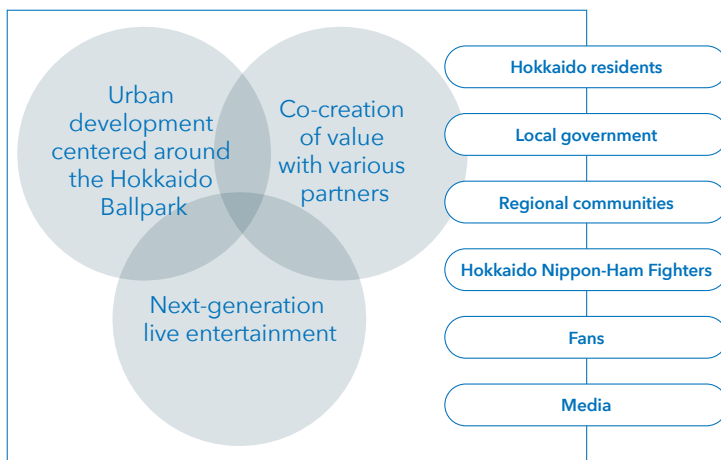 Urban
development
centered around
the Hokkaido
Ballpark
Co-creation
of value
with various
partners
Next-generation
live entertainment
Hokkaido residents
Local government
Regional communities
Hokkaido Nippon-Ham Fighters
Fans
Media